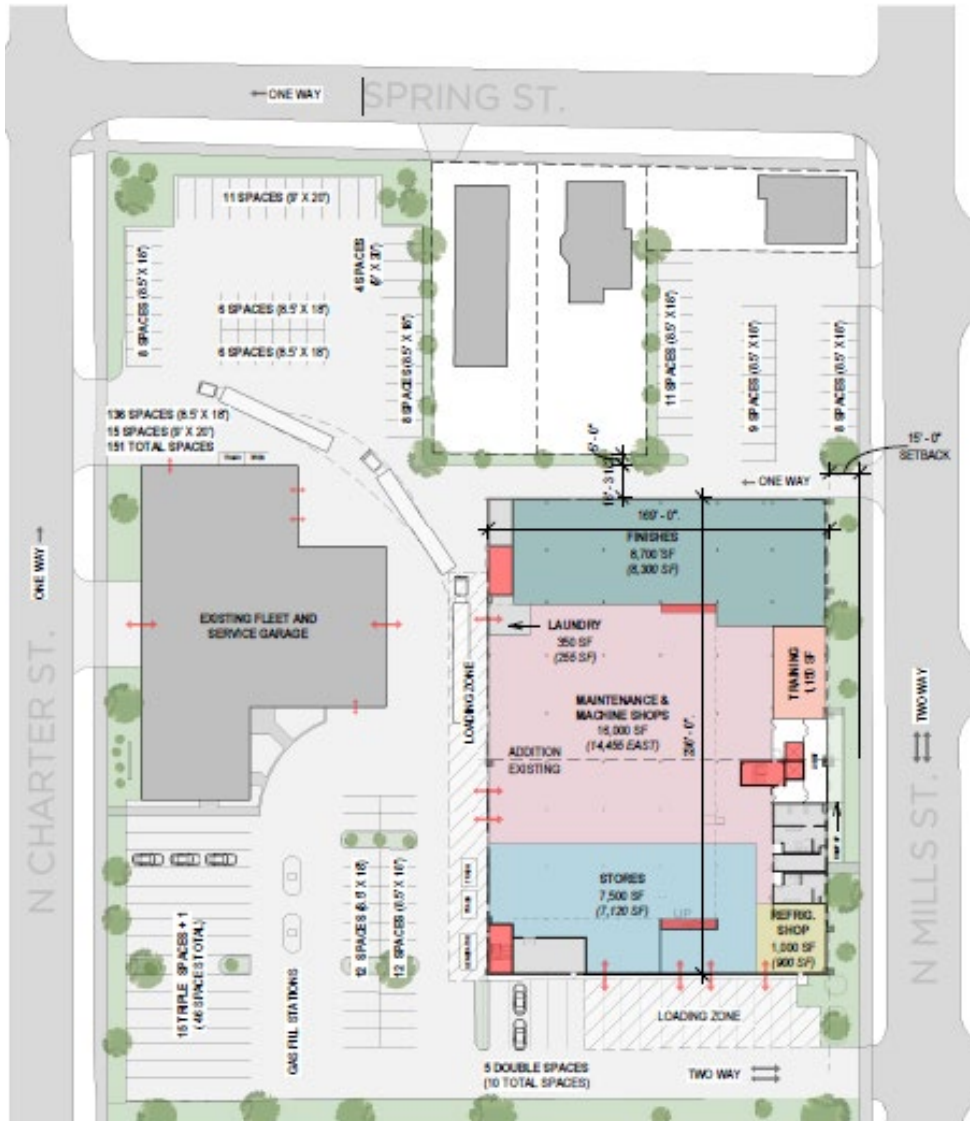 ← ONE WAY
SPRING ST.
11 SPACES (9' X 20')
8 SPACES (8.5' X 18')
4 SPACES
(9' X 20')
6 SPACES (8.5' X 18')
6 SPACES (8.5' X 18')
8 SPACES (8.5' X 18')
11 SPACES (8.5' X 18')
9 SPACES (8.5' X 18')
8 SPACES (8.5' X 18')
136 SPACES (8.5' X 18')
15 SPACES (9' X 20')
151 TOTAL SPACES
15' - 0"
SETBACK
← ONE WAY
169' - 0".
FINISHES
8,700 SF
(8,300 SF)
ONE WAY →
EXISTING FLEET AND
SERVICE GARAGE
LAUNDRY
350 SF
(255 SF)
TRAINING
1,150 SF
LOADING ZONE
MAINTENANCE &
MACHINE SHOPS
16,000 SF
(14,455 EAST)
ADDITION
EXISTING
TWO WAY
N CHARTER ST.
N MILLS ST.
STORES
7,500 SF
(7,120 SF)
UP
REFRIG.
SHOP
1,000 SF
(900 SF)
12 SPACES (8.5' X 18')
12 SPACES (8.5' X 18')
15 TRIPLE SPACES + 1
(46 SPACES TOTAL)
GAS FILL STATIONS
LOADING ZONE
5 DOUBLE SPACES
(10 TOTAL SPACES)
TWO WAY